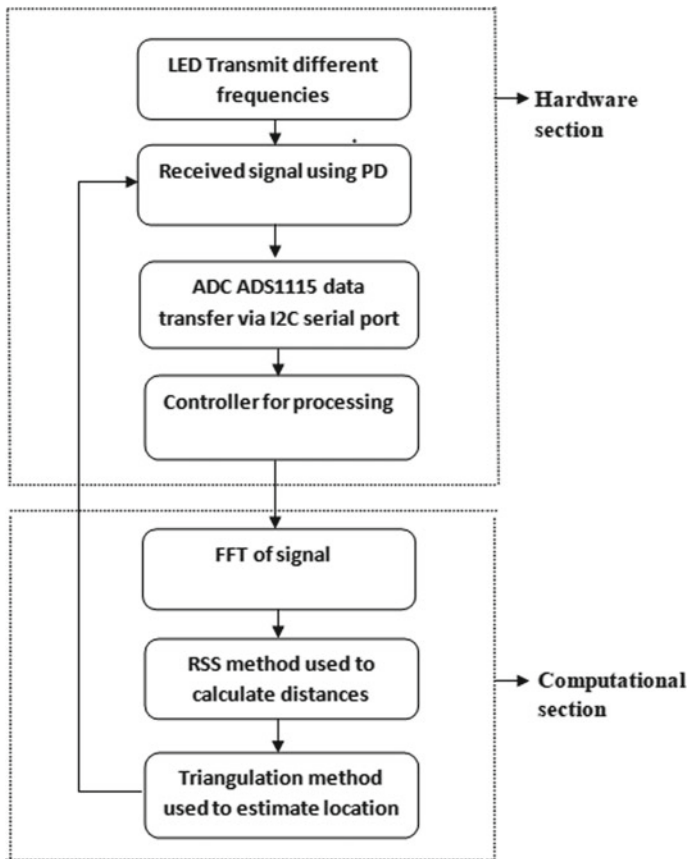 LED Transmit different
frequencies
Hardware
section
Received signal using PD
ADC ADS1115 data
transfer via I2C serial port
Controller for processing
FFT of signal
RSS method used to
calculate distances
Computational
section
Triangulation method
used to estimate location